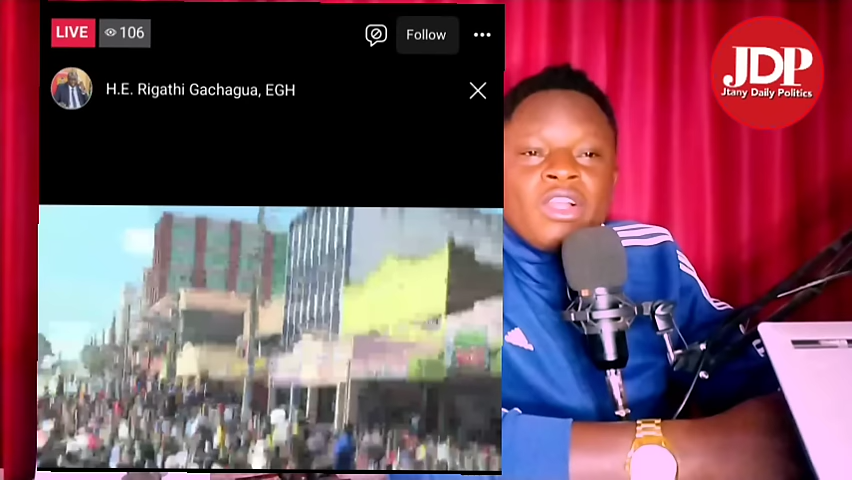 LIVE
106
Follow
H.E. Rigathi Gachagua, EGH
JDP
Jtany Daily Politics